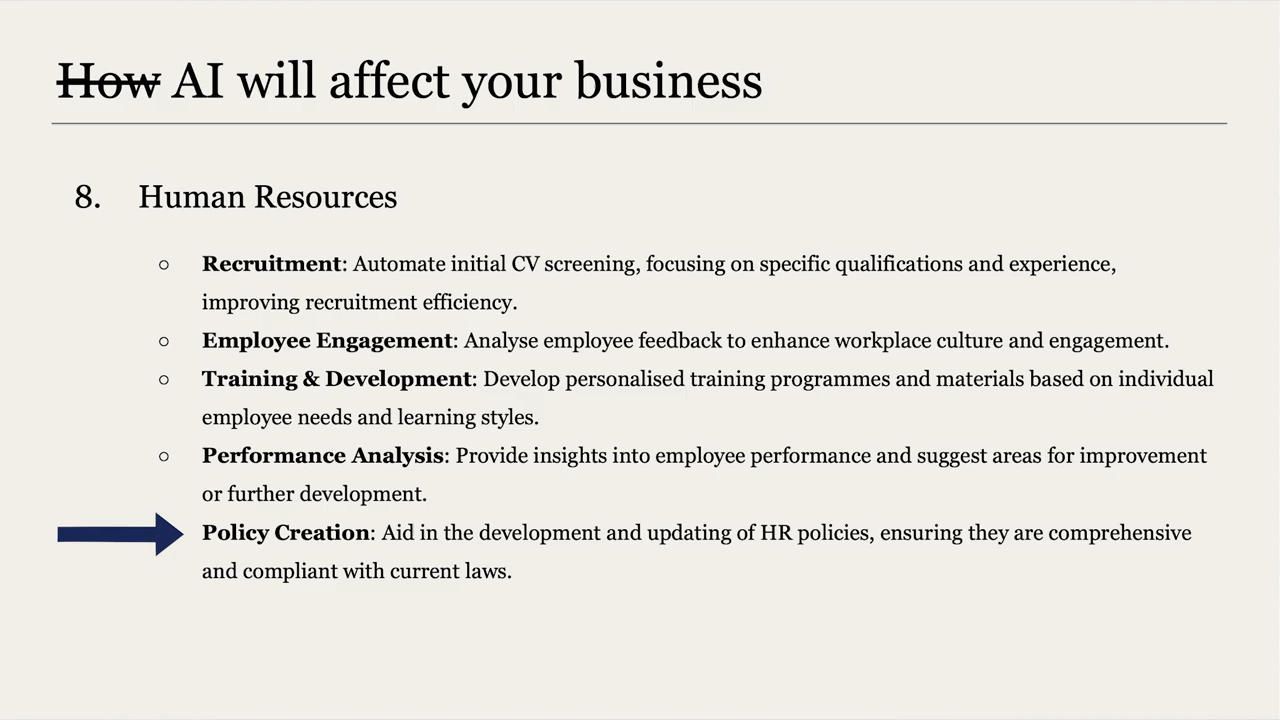 How AI will affect your business
8. Human Resources
○ Recruitment: Automate initial CV screening, focusing on specific qualifications and experience,
improving recruitment efficiency.
○ Employee Engagement: Analyse employee feedback to enhance workplace culture and engagement.
○ Training & Development: Develop personalised training programmes and materials based on individual
employee needs and learning styles.
○ Performance Analysis: Provide insights into employee performance and suggest areas for improvement
or further development.
Policy Creation: Aid in the development and updating of HR policies, ensuring they are comprehensive
and compliant with current laws.